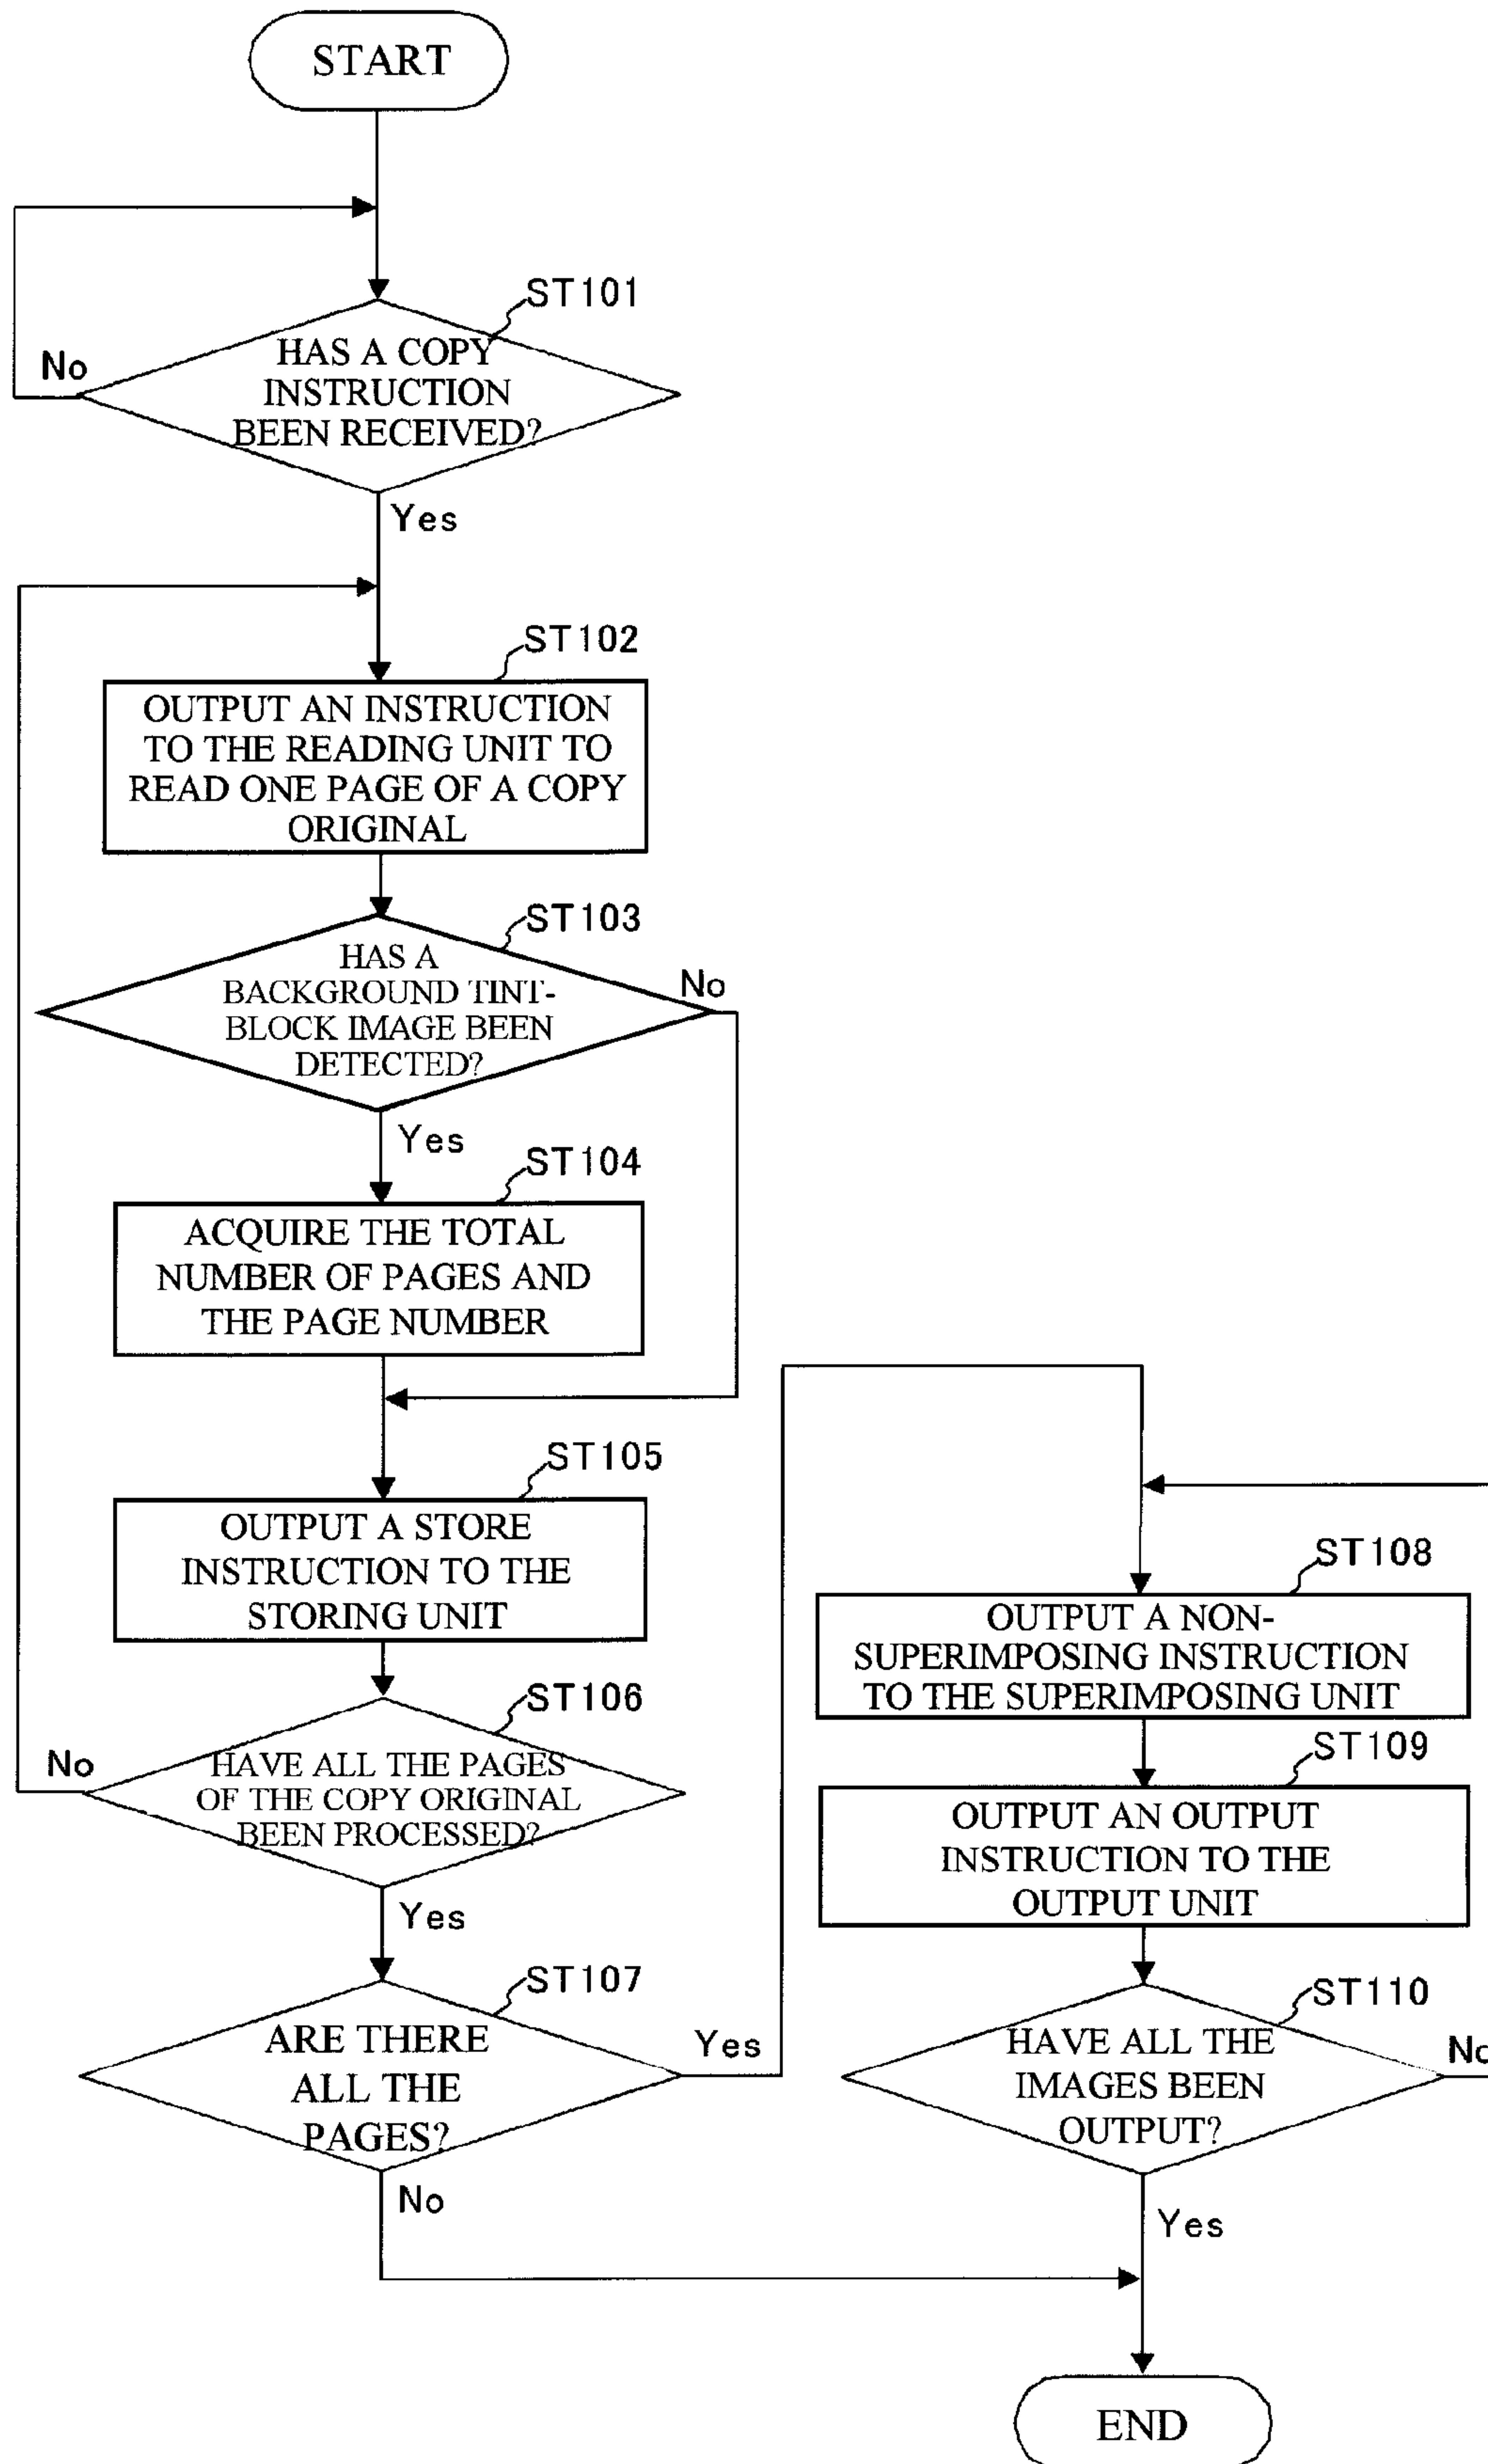 START
ST101
HAS A COPY
INSTRUCTION
BEEN RECEIVED?
No
Yes
ST102
OUTPUT AN INSTRUCTION
TO THE READING UNIT TO
READ ONE PAGE OF A COPY
ORIGINAL
ST103
HAS A
BACKGROUND TINT-
BLOCK IMAGE BEEN
DETECTED?
No
Yes
ST104
ACQUIRE THE TOTAL
NUMBER OF PAGES AND
THE PAGE NUMBER
ST105
OUTPUT A STORE
INSTRUCTION TO THE
STORING UNIT
ST106
HAVE ALL THE PAGES
OF THE COPY ORIGINAL
BEEN PROCESSED?
No
Yes
ST107
ARE THERE
ALL THE
PAGES?
Yes
No
ST108
OUTPUT A NON-
SUPERIMPOSING INSTRUCTION
TO THE SUPERIMPOSING UNIT
ST109
OUTPUT AN OUTPUT
INSTRUCTION TO THE
OUTPUT UNIT
ST110
HAVE ALL THE
IMAGES BEEN
OUTPUT?
No
Yes
END